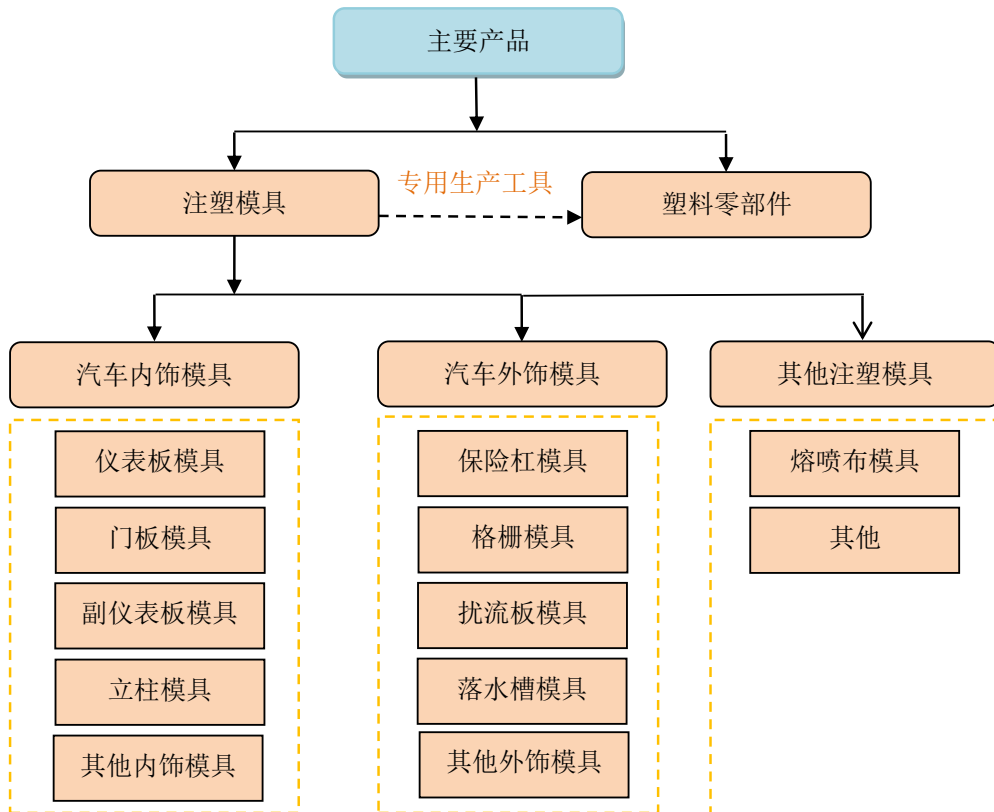 主要产品
注塑模具
专用生产工具
塑料零部件
汽车内饰模具
汽车外饰模具
其他注塑模具
仪表板模具
门板模具
副仪表板模具
立柱模具
其他内饰模具
保险杠模具
格栅模具
扰流板模具
落水槽模具
其他外饰模具
熔喷布模具
其他